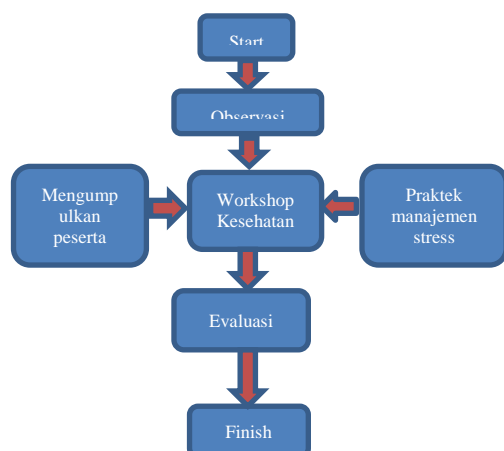 Start
Observasi
Mengump
ulkan
peserta
Workshop
Kesehatan
Praktek
manajemen
stress
Evaluasi
Finish